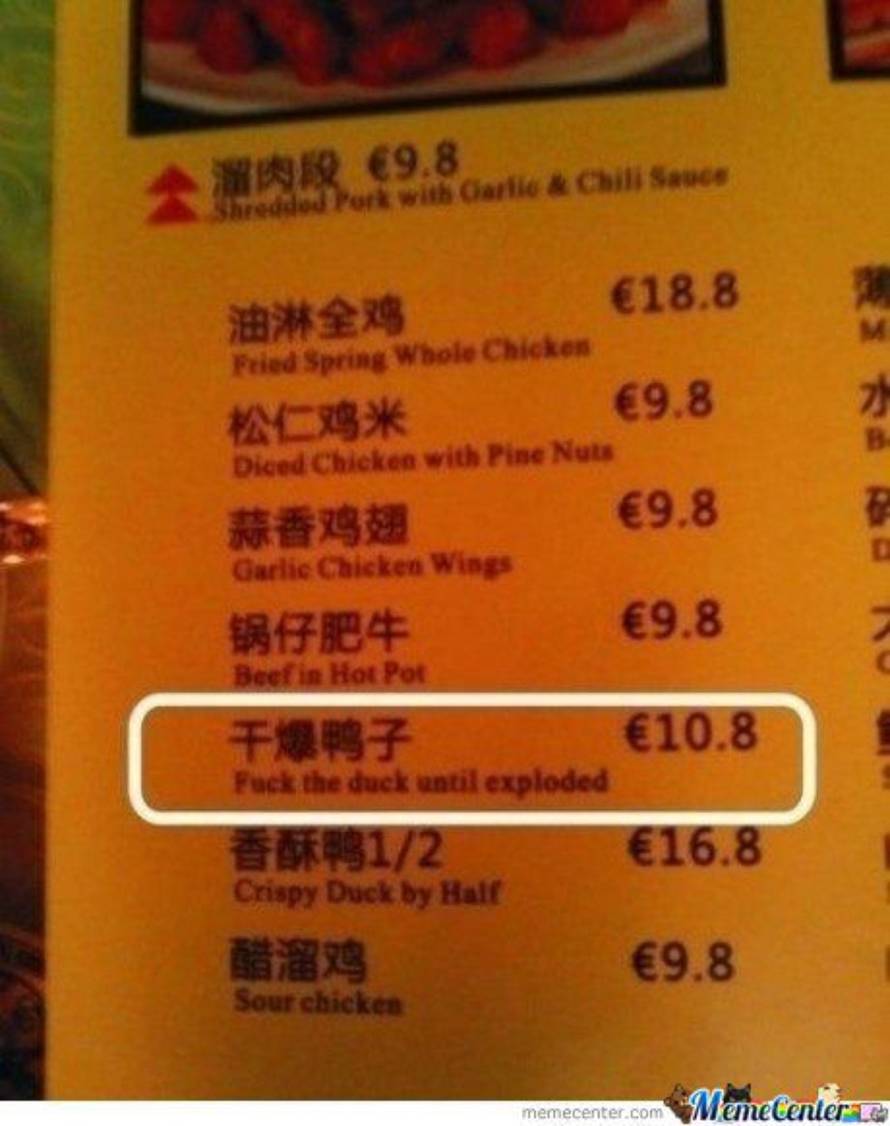 溜肉段 €9.8
Shredded Pork with Garlic & Chili Sauce
油淋全鸡 €18.8
Fried Spring Whole Chicken
松仁鸡米 €9.8
Diced Chicken with Pine Nuts
蒜香鸡翅 €9.8
Garlic Chicken Wings
锅仔肥牛 €9.8
Beef in Hot Pot
干爆鸭子 €10.8
Fuck the duck until exploded
香酥鸭1/2 €16.8
Crispy Duck by Half
醋溜鸡 €9.8
Sour chicken
薄
M
水
B
memecenter.com MemeCenter